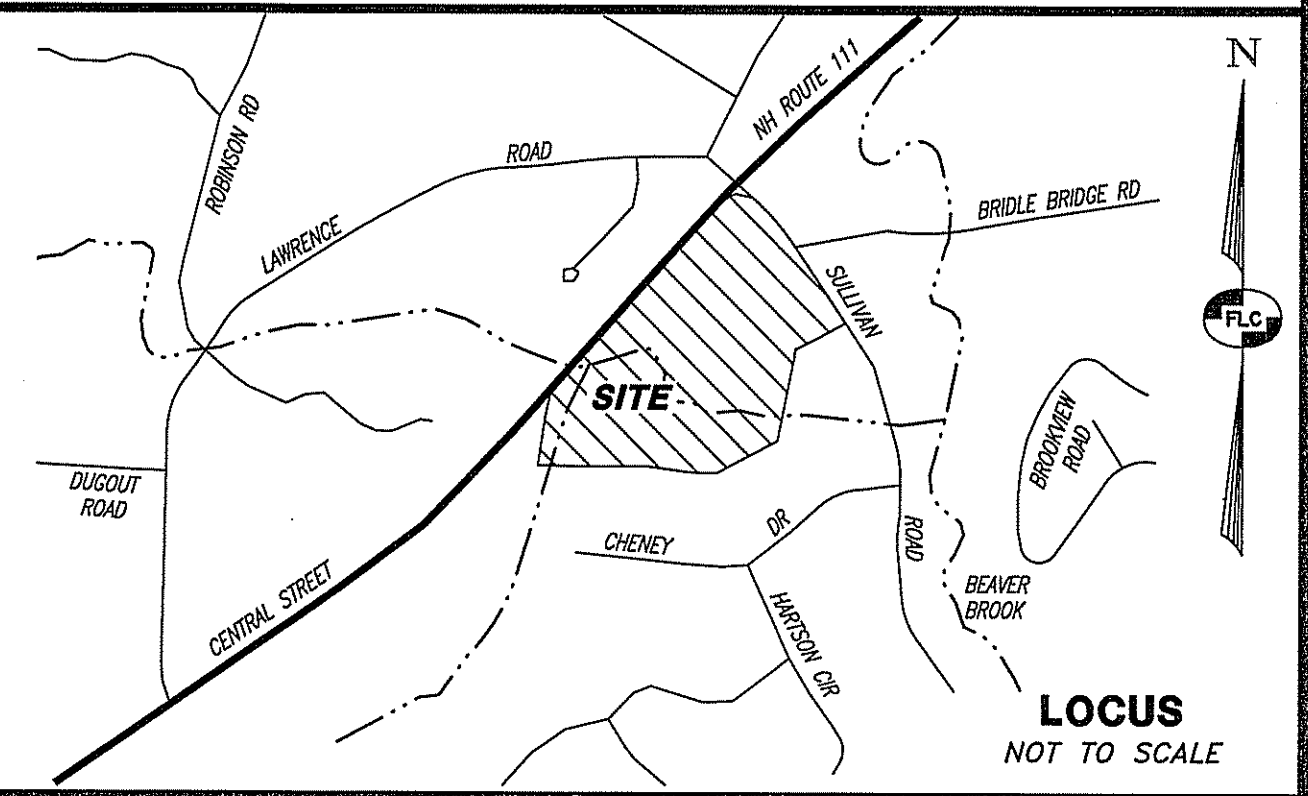 N
NH ROUTE 111
ROBINSON RD
ROAD
LAWRENCE
BRIDLE BRIDGE RD
SULLIVAN
FLC
SITE
BROOKVIEW
ROAD
DUGOUT
ROAD
CHENEY
DR
ROAD
CENTRAL STREET
HARTSON CIR
BEAVER
BROOK
LOCUS
NOT TO SCALE